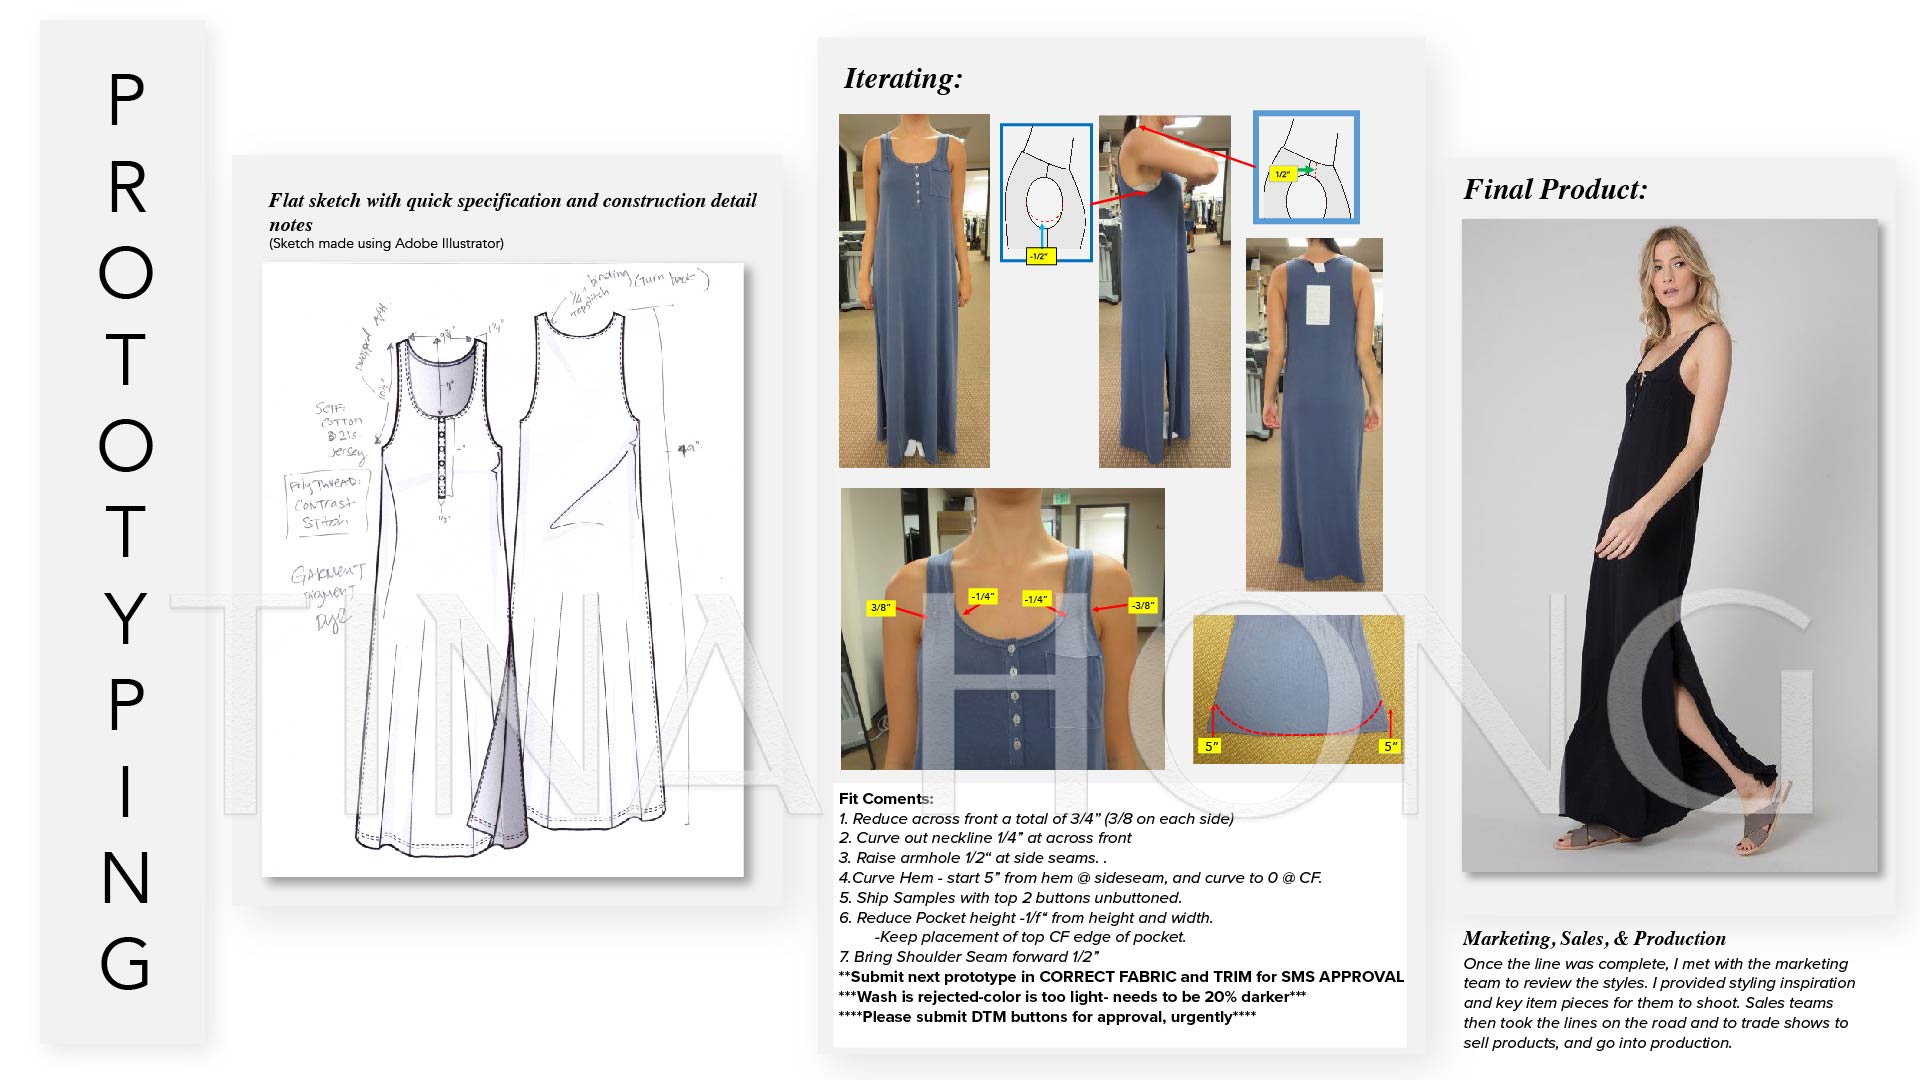 PROTOTYPING
Flat sketch with quick specification and construction detail
notes
(Sketch made using Adobe Illustrator)
1/4" binding (turn back)
topstitch
9 3/4"
1 1/4"
7"
SELF:
COTTON
Jersey
Poly Thread:
Contrast
Stitch
1/2"
49"
GARMENT
Pigment
Dye
Iterating:
-1/2”
1/2”
3/8”
-1/4”
-1/4”
-3/8”
5”
5”
Fit Coments:
1. Reduce across front a total of 3/4” (3/8 on each side)
2. Curve out neckline 1/4” at across front
3. Raise armhole 1/2“ at side seams. .
4.Curve Hem - start 5” from hem @ sideseam, and curve to 0 @ CF.
5. Ship Samples with top 2 buttons unbuttoned.
6. Reduce Pocket height -1/f“ from height and width.
-Keep placement of top CF edge of pocket.
7. Bring Shoulder Seam forward 1/2”
**Submit next prototype in CORRECT FABRIC and TRIM for SMS APPROVAL
***Wash is rejected-color is too light- needs to be 20% darker***
****Please submit DTM buttons for approval, urgently****
Final Product:
Marketing, Sales, & Production
Once the line was complete, I met with the marketing
team to review the styles. I provided styling inspiration
and key item pieces for them to shoot. Sales teams
then took the lines on the road and to trade shows to
sell products, and go into production.
TINA HONG